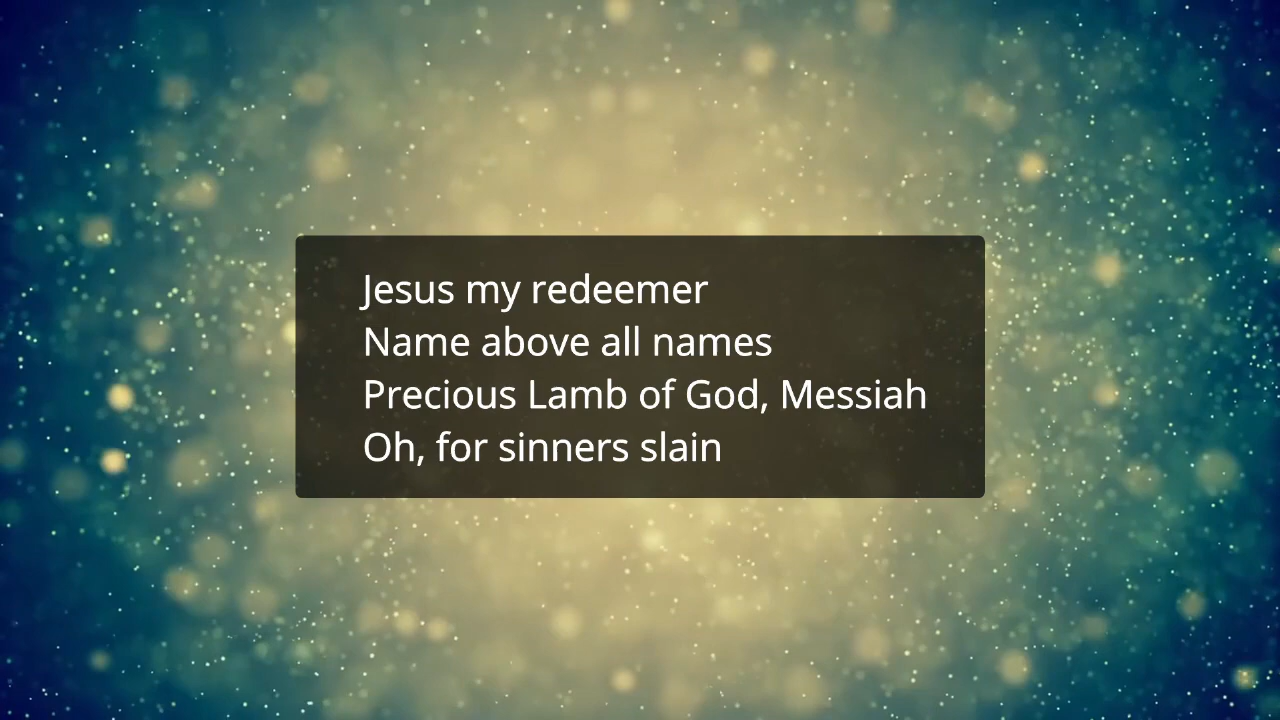 Jesus my redeemer
Name above all names
Precious Lamb of God, Messiah
Oh, for sinners slain